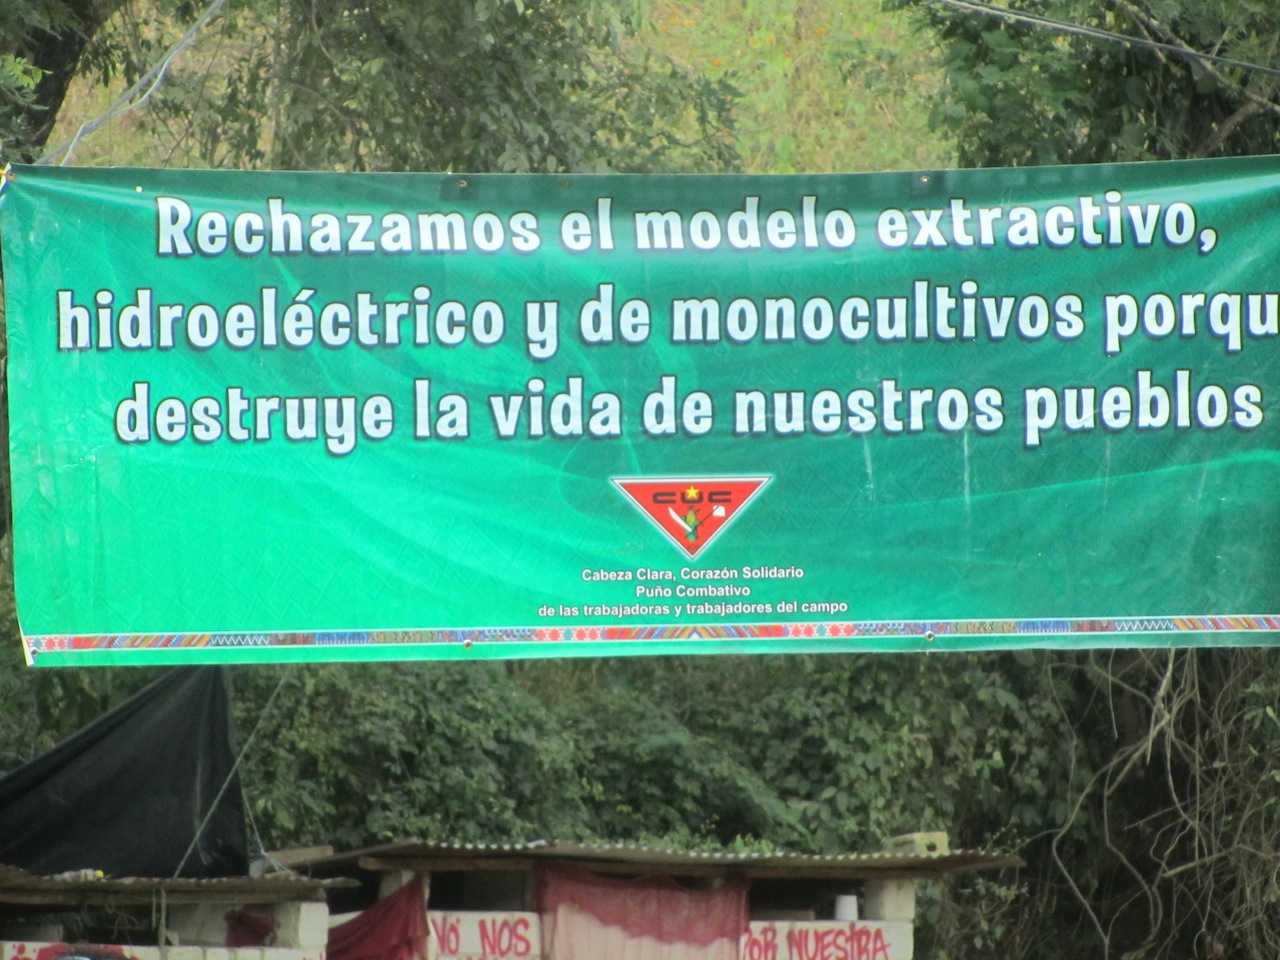 Rechazamos el modelo extractivo,
hidroeléctrico y de monocultivos porqu
destruye la vida de nuestros pueblos
CUC
Cabeza Clara, Corazón Solidario
Puño Combativo
de las trabajadoras y trabajadores del campo
NOS
NUESTRA